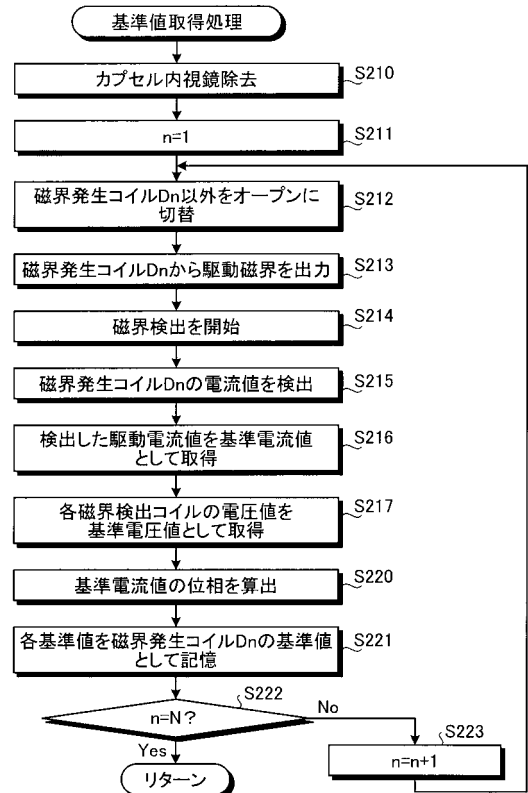 基準値取得処理
カプセル内視鏡除去
S210
n=1
S211
磁界発生コイルDn以外をオープンに
切替
S212
磁界発生コイルDnから駆動磁界を出力
S213
磁界検出を開始
S214
磁界発生コイルDnの電流値を検出
S215
検出した駆動電流値を基準電流値
として取得
S216
各磁界検出コイルの電圧値を
基準電圧値として取得
S217
基準電流値の位相を算出
S220
各基準値を磁界発生コイルDnの基準値
として記憶
S221
n=N?
S222
No
Yes
n=n+1
S223
リターン